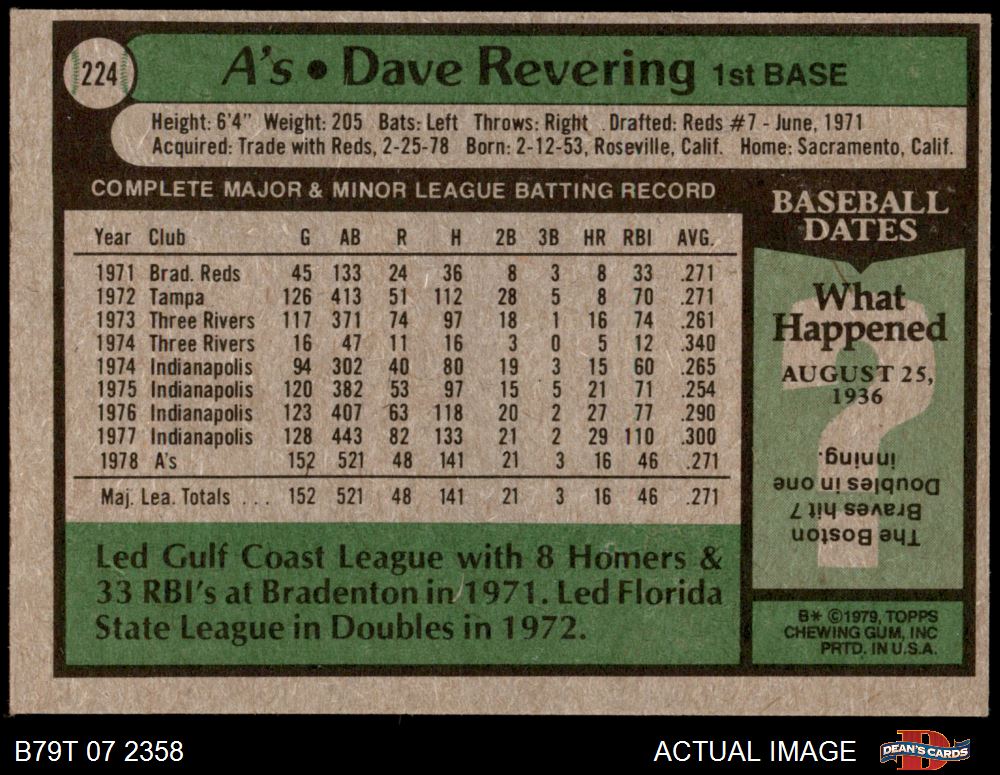 224
A's • Dave Revering 1st BASE
Height: 6'4" Weight: 205 Bats: Left Throws: Right Drafted: Reds #7 - June, 1971
Acquired: Trade with Reds, 2-25-78 Born: 2-12-53, Roseville, Calif. Home: Sacramento, Calif.
COMPLETE MAJOR & MINOR LEAGUE BATTING RECORD
Year Club G AB R H 2B 3B HR RBI AVG.
1971 Brad. Reds 45 133 24 36 8 3 8 33 .271
1972 Tampa 126 413 51 112 28 5 8 70 .271
1973 Three Rivers 117 371 74 97 18 1 16 74 .261
1974 Three Rivers 16 47 11 16 3 0 5 12 .340
1974 Indianapolis 94 302 40 80 19 3 15 60 .265
1975 Indianapolis 120 382 53 97 15 5 21 71 .254
1976 Indianapolis 123 407 63 118 20 2 27 77 .290
1977 Indianapolis 128 443 82 133 21 2 29 110 .300
1978 A's 152 521 48 141 21 3 16 46 .271
Maj. Lea. Totals ... 152 521 48 141 21 3 16 46 .271
Led Gulf Coast League with 8 Homers &
33 RBI's at Bradenton in 1971. Led Florida
State League in Doubles in 1972.
BASEBALL
DATES
What
Happened
AUGUST 25,
1936
?
The Boston
Braves hit 7
Doubles in one
inning.
B* ©1979, TOPPS
CHEWING GUM, INC
PRTD. IN U.S.A.
B79T 07 2358
ACTUAL IMAGE
D
DEAN'S CARDS